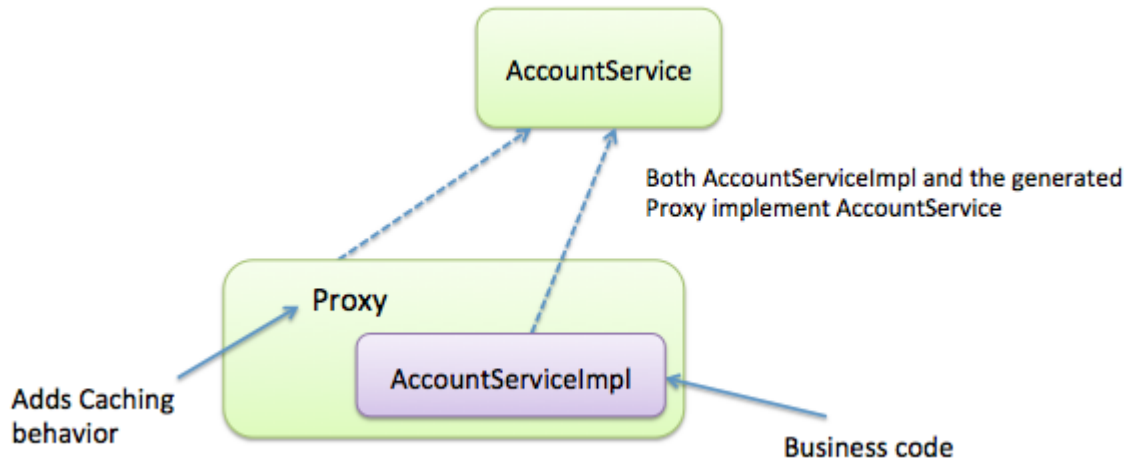 AccountService
Both AccountServiceImpl and the generated
Proxy implement AccountService
Proxy
AccountServiceImpl
Adds Caching
behavior
Business code